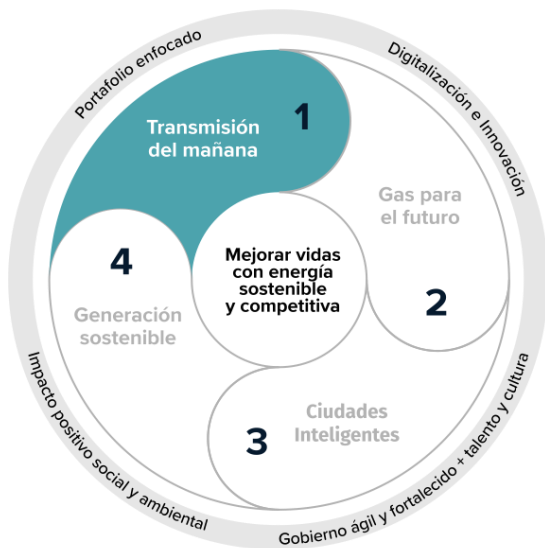 Portafolio enfocado
Digitalización e Innovación
Transmisión
del mañana
1
Gas para
el futuro
2
Mejorar vidas
con energía
sostenible
y competitiva
4
Generación
sostenible
3
Ciudades
Inteligentes
Impacto positivo social y ambiental
Gobierno ágil y fortalecido + talento y cultura